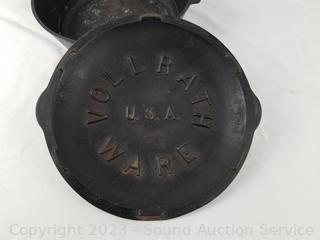 VOLLRATH
U.S.A.
WARE
Copyright 2023 - Sound Auction Service